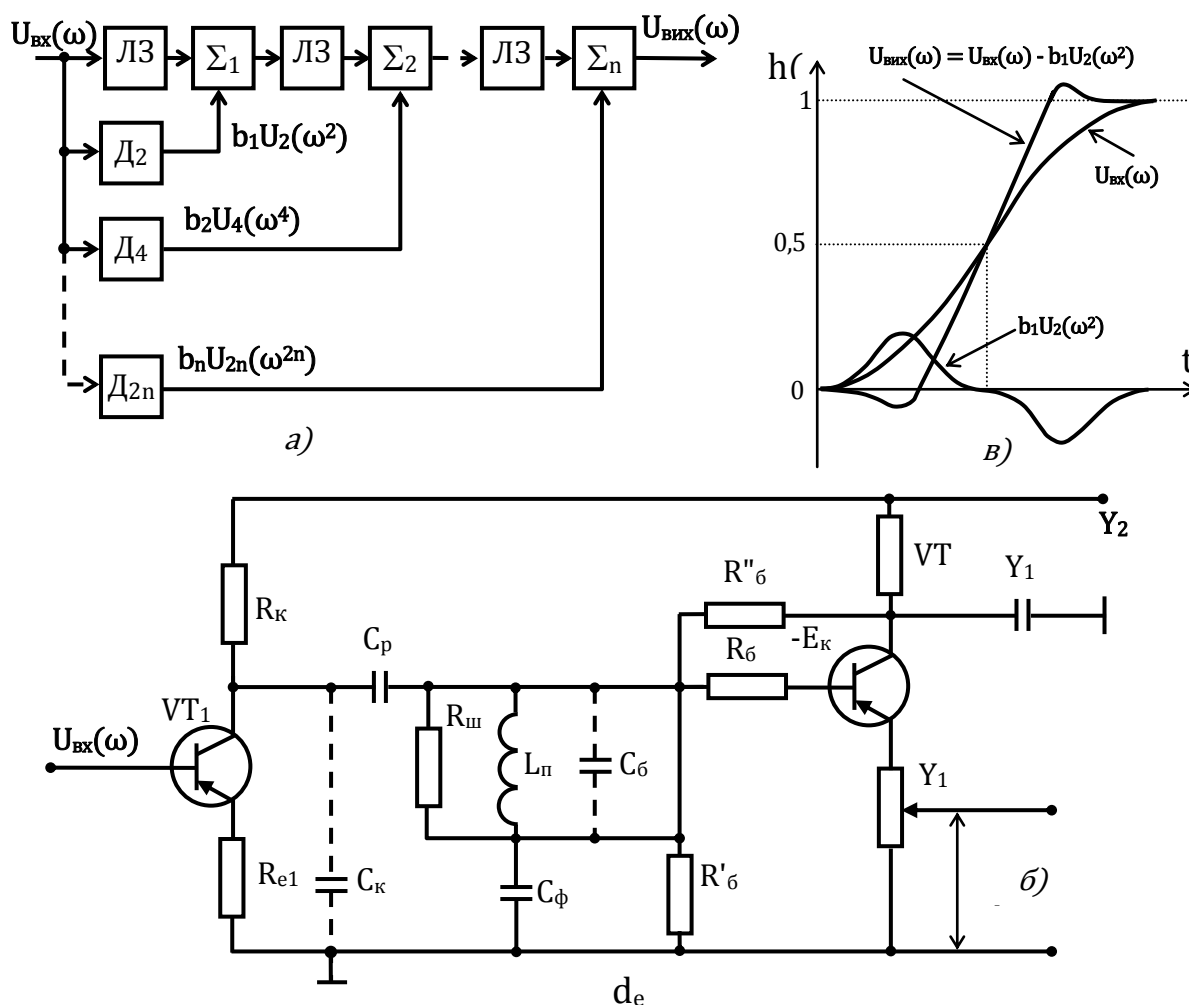 Uвх(ω)
ЛЗ
Σ1
ЛЗ
Σ2
ЛЗ
Σn
Uвих(ω)
Д2
b1U2(ω²)
Д4
b2U4(ω⁴)
Д2n
bnU2n(ω²ⁿ)
а)
h(
Uвих(ω) = Uвх(ω) - b1U2(ω²)
1
Uвх(ω)
0,5
b1U2(ω²)
0
t
в)
Y2
VT
Rк
R"б
Y1
Cр
Rб
-Eк
VT1
Rш
Uвх(ω)
Lп
Cб
Y1
Rе1
Cк
Cф
R'б
б)
dе